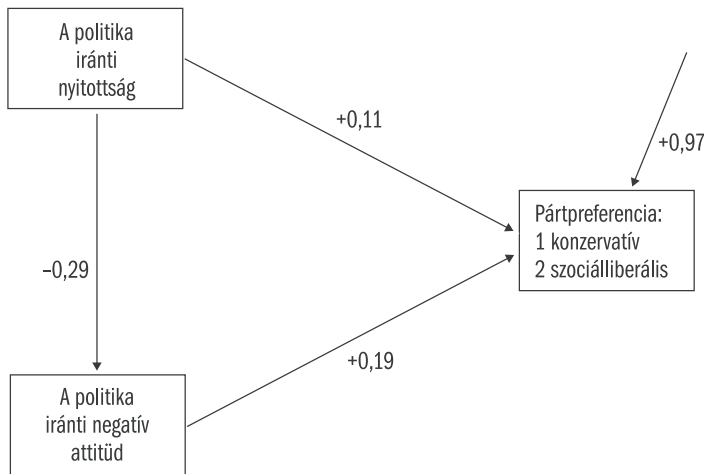 A politika
iránti
nyitottság
+0,11
+0,97
Pártpreferencia:
1 konzervatív
2 szociálliberális
–0,29
+0,19
A politika
iránti negatív
attitűd